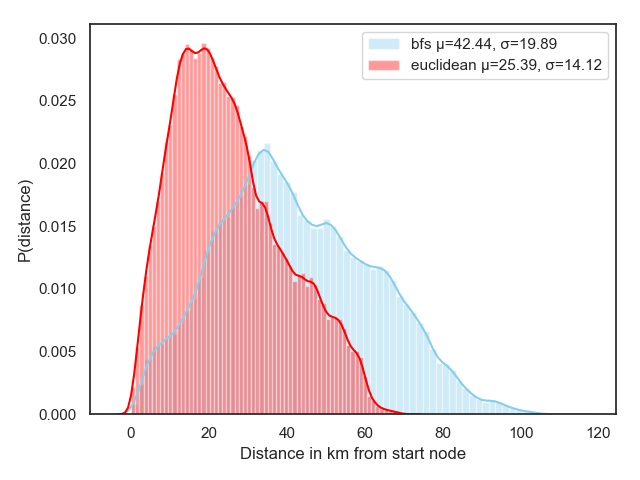 bfs μ=42.44, σ=19.89
euclidean μ=25.39, σ=14.12
0.030
0.025
0.020
0.015
0.010
0.005
0.000
P(distance)
0 20 40 60 80 100 120
Distance in km from start node